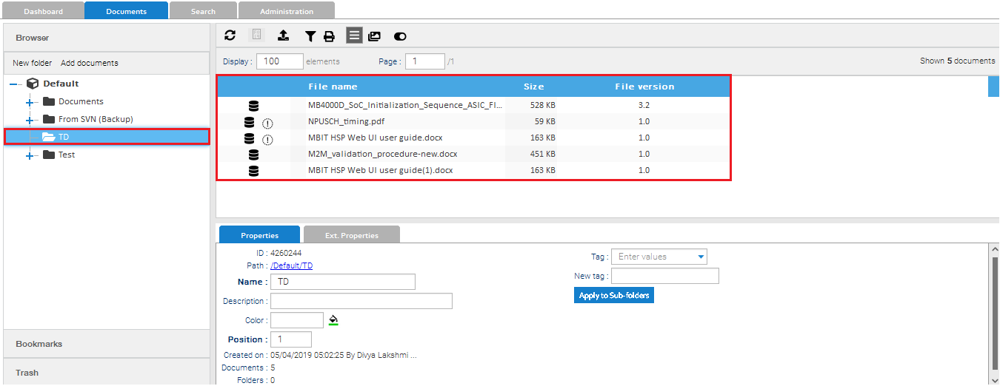 Dashboard Documents Search Administration
Browser
New folder Add documents
Default
Documents
From SVN (Backup)
TD
Test
Bookmarks
Trash
Display : 100 elements Page : 1 /1 Shown 5 documents
File name Size File version
MB4000D_SoC_Initialization_Sequence_ASIC_FI... 528 KB 3.2
NPUSCH_timing.pdf 59 KB 1.0
MBIT HSP Web UI user guide.docx 163 KB 1.0
M2M_validation_procedure-new.docx 451 KB 1.0
MBIT HSP Web UI user guide(1).docx 163 KB 1.0
Properties Ext. Properties
ID : 4260244
Path : /Default/TD
Name : TD
Description :
Color :
Position : 1
Created on : 05/04/2019 05:02:25 By Divya Lakshmi ...
Documents : 5
Folders : 0
Tag : Enter values
New tag :
Apply to Sub-folders